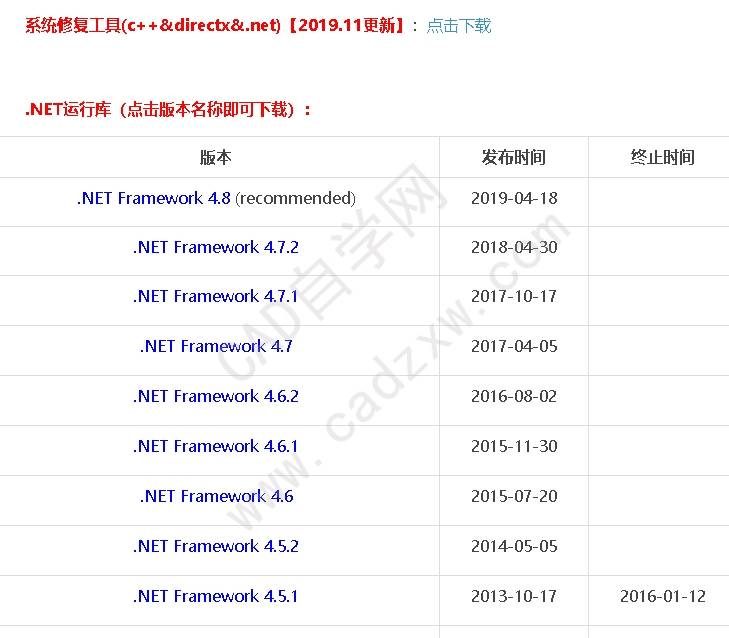 系统修复工具(c++&directx&.net)【2019.11更新】：点击下载
.NET运行库（点击版本名称即可下载）：
版本 发布时间 终止时间
.NET Framework 4.8 (recommended) 2019-04-18
.NET Framework 4.7.2 2018-04-30
.NET Framework 4.7.1 2017-10-17
.NET Framework 4.7 2017-04-05
.NET Framework 4.6.2 2016-08-02
.NET Framework 4.6.1 2015-11-30
.NET Framework 4.6 2015-07-20
.NET Framework 4.5.2 2014-05-05
.NET Framework 4.5.1 2013-10-17 2016-01-12
CAD自学网
www.cadzxw.com